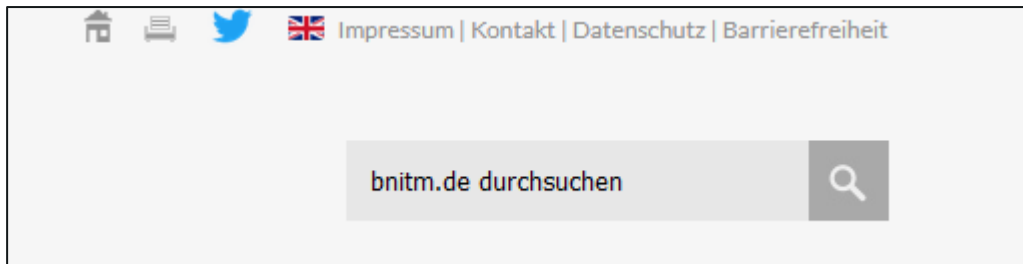 Impressum | Kontakt | Datenschutz | Barrierefreiheit
bnitm.de durchsuchen